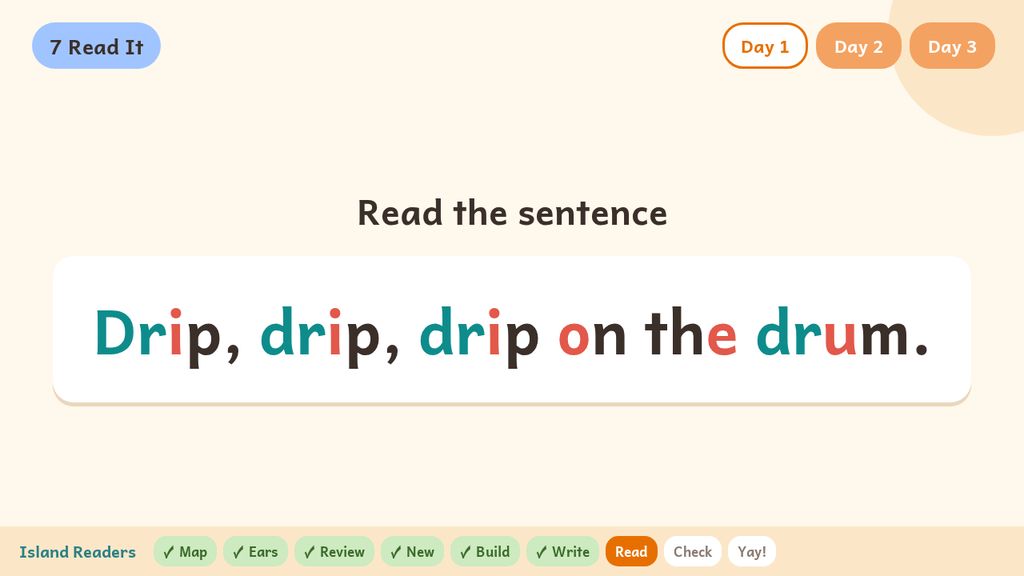 7 Read It
Day 1 Day 2 Day 3
Read the sentence
Drip, drip, drip on the drum.
Island Readers ✓ Map ✓ Ears ✓ Review ✓ New ✓ Build ✓ Write Read Check Yay!